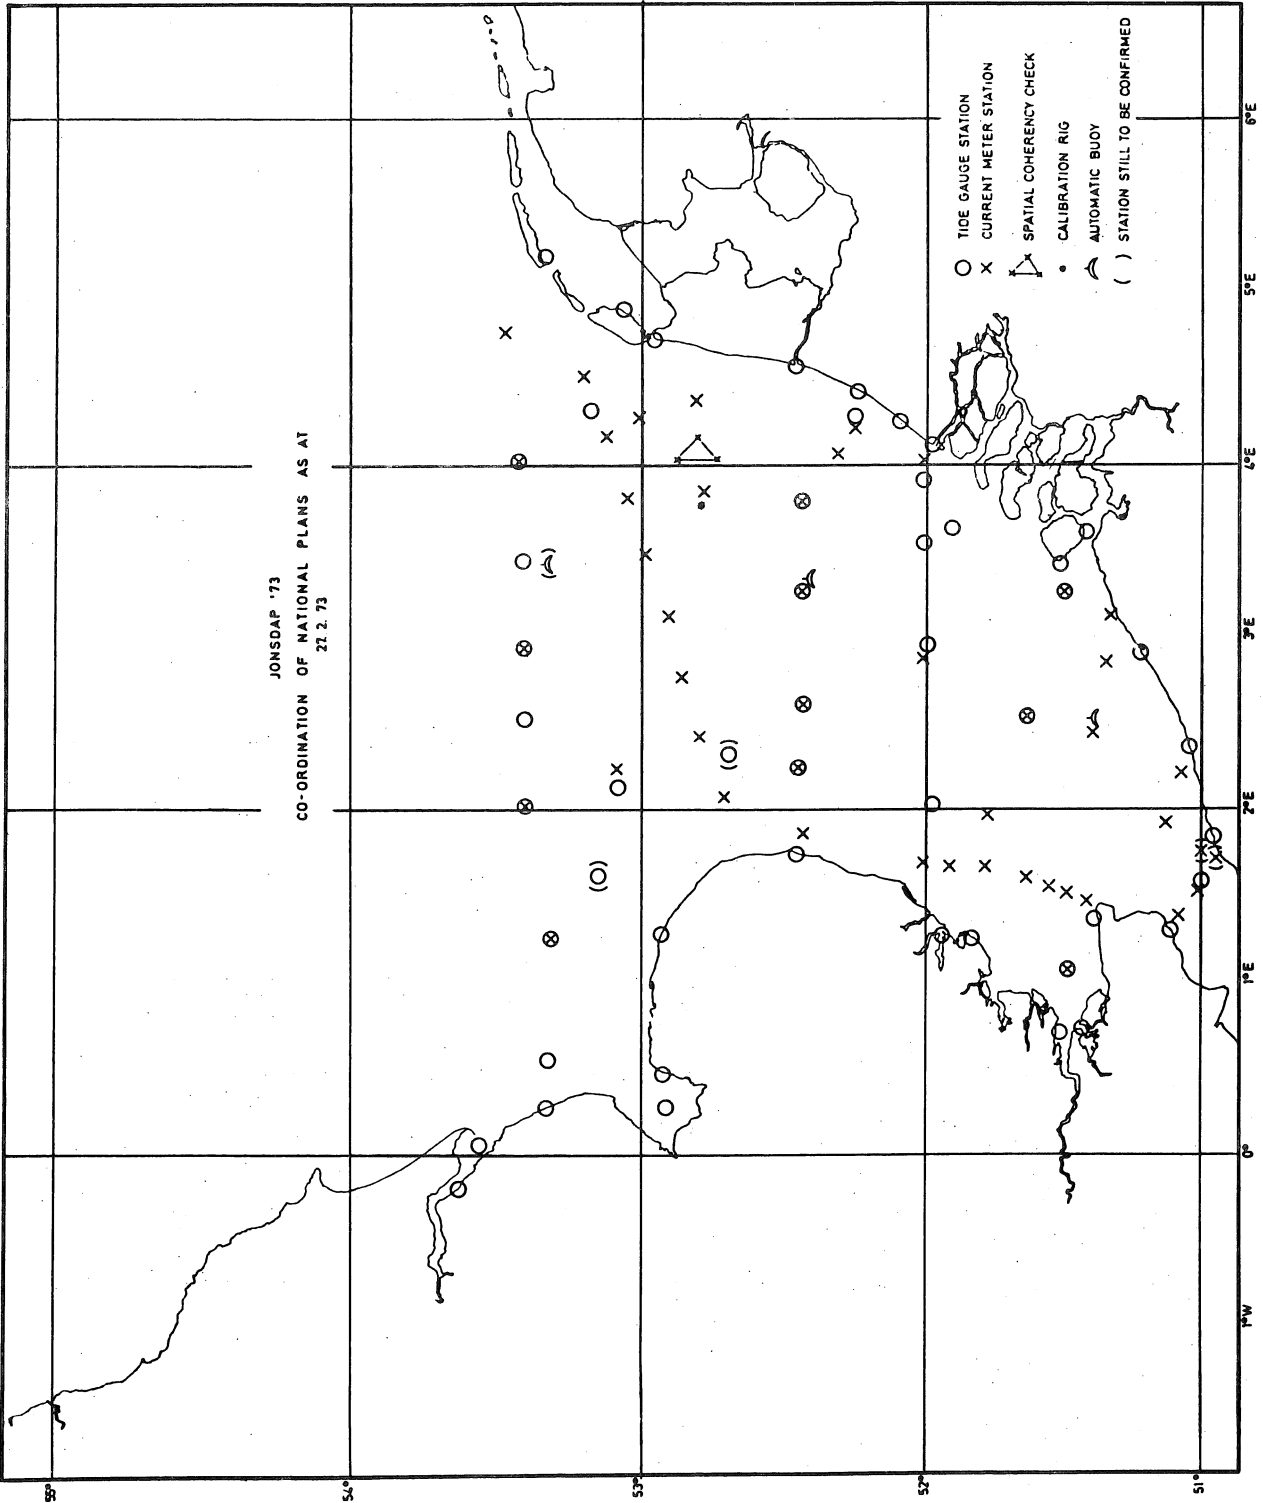 JONSDAP '73
CO-ORDINATION OF NATIONAL PLANS AS AT
27. 2. 73
TIDE GAUGE STATION
CURRENT METER STATION
SPATIAL COHERENCY CHECK
CALIBRATION RIG
AUTOMATIC BUOY
( ) STATION STILL TO BE CONFIRMED
55°
54°
53°
52°
51°
1°W
0°
1°E
2°E
3°E
4°E
5°E
6°E